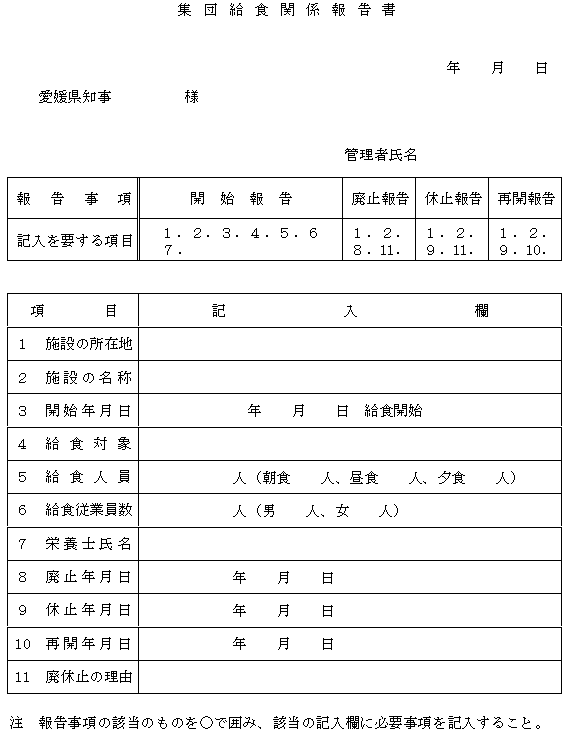 集団給食関係報告書
年　　月　　日
愛媛県知事　　　　　様
管理者氏名
報告事項　開始報告　廃止報告　休止報告　再開報告
記入を要する項目　１．２．３．４．５．６　１．２．　１．２．　１．２．
７．　８．11．　９．11．　９．10．
項目　記入欄
１　施設の所在地
２　施設の名称
３　開始年月日　年　　月　　日　給食開始
４　給食対象
５　給食人員　人（朝食　　人、昼食　　人、夕食　　人）
６　給食従業員数　人（男　　人、女　　人）
７　栄養士氏名
８　廃止年月日　年　　月　　日
９　休止年月日　年　　月　　日
10　再開年月日　年　　月　　日
11　廃休止の理由
注　報告事項の該当のものを○で囲み、該当の記入欄に必要事項を記入すること。